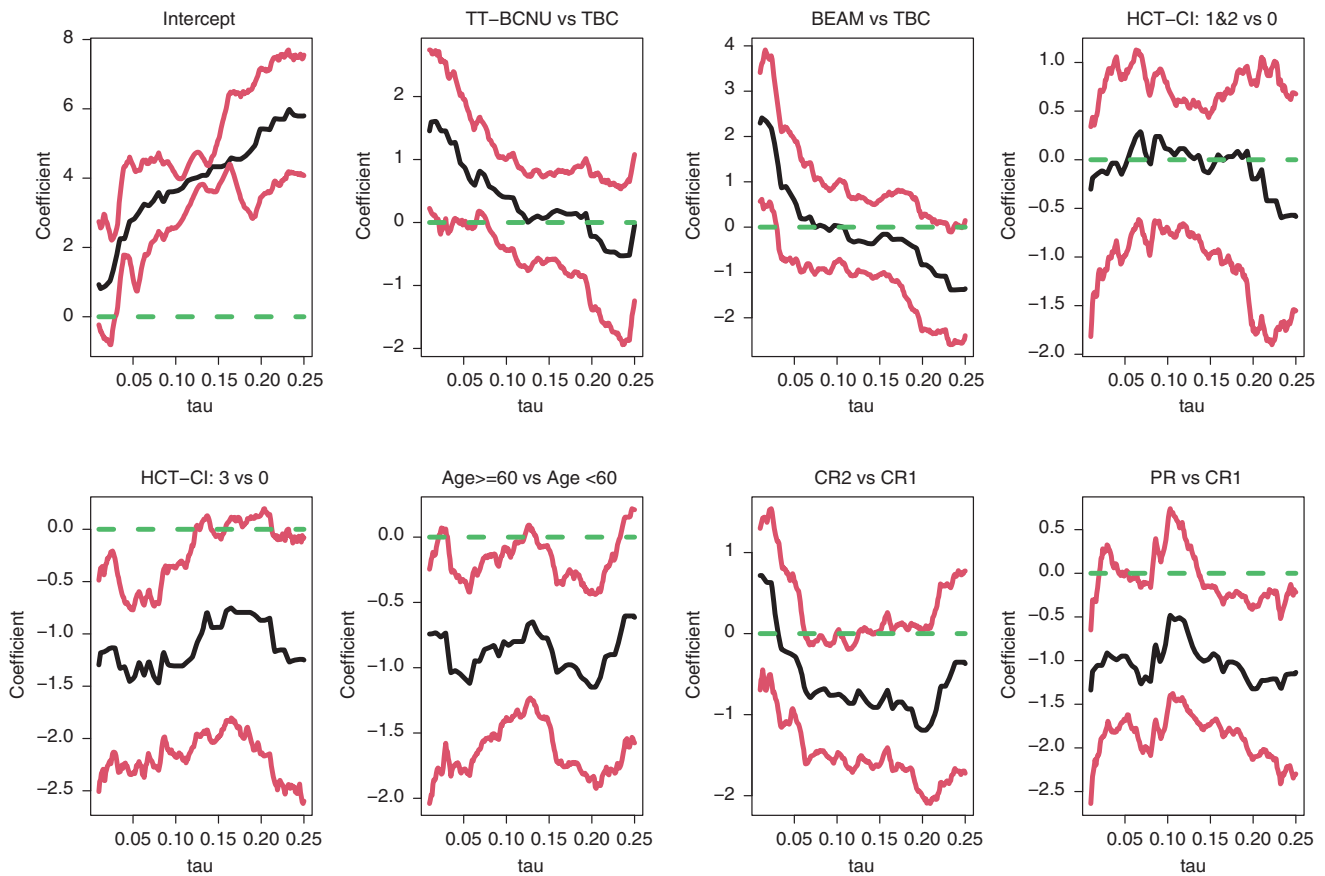 Intercept
TT−BCNU vs TBC
BEAM vs TBC
HCT−CI: 1&2 vs 0
8
6
4
2
0
Coefficient
2
1
0
−1
−2
Coefficient
4
3
2
1
0
−1
−2
Coefficient
1.0
0.5
0.0
−0.5
−1.0
−1.5
−2.0
Coefficient
0.05 0.10 0.15 0.20 0.25
0.05 0.10 0.15 0.20 0.25
0.05 0.10 0.15 0.20 0.25
0.05 0.10 0.15 0.20 0.25
tau
tau
tau
tau
HCT−CI: 3 vs 0
Age>=60 vs Age <60
CR2 vs CR1
PR vs CR1
0.0
−0.5
−1.0
−1.5
−2.0
−2.5
Coefficient
0.0
−0.5
−1.0
−1.5
−2.0
Coefficient
1
0
−1
−2
Coefficient
0.5
0.0
−0.5
−1.0
−1.5
−2.0
−2.5
Coefficient
0.05 0.10 0.15 0.20 0.25
0.05 0.10 0.15 0.20 0.25
0.05 0.10 0.15 0.20 0.25
0.05 0.10 0.15 0.20 0.25
tau
tau
tau
tau